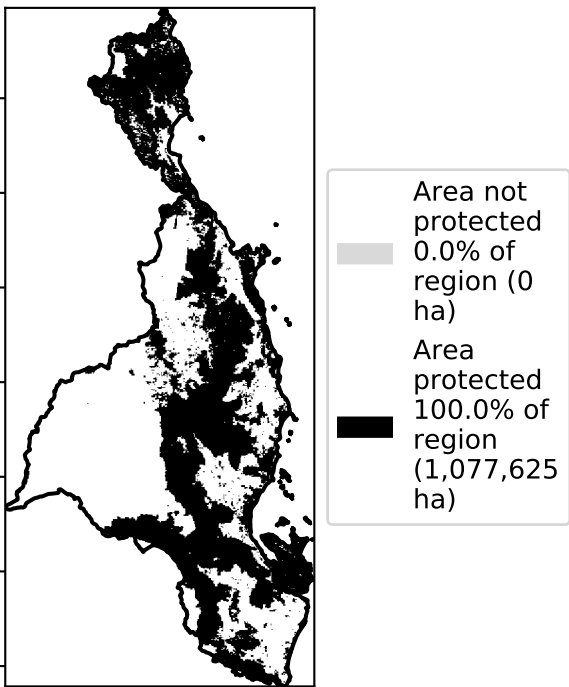 Area not
protected
0.0% of
region (0
ha)
Area
protected
100.0% of
region
(1,077,625
ha)